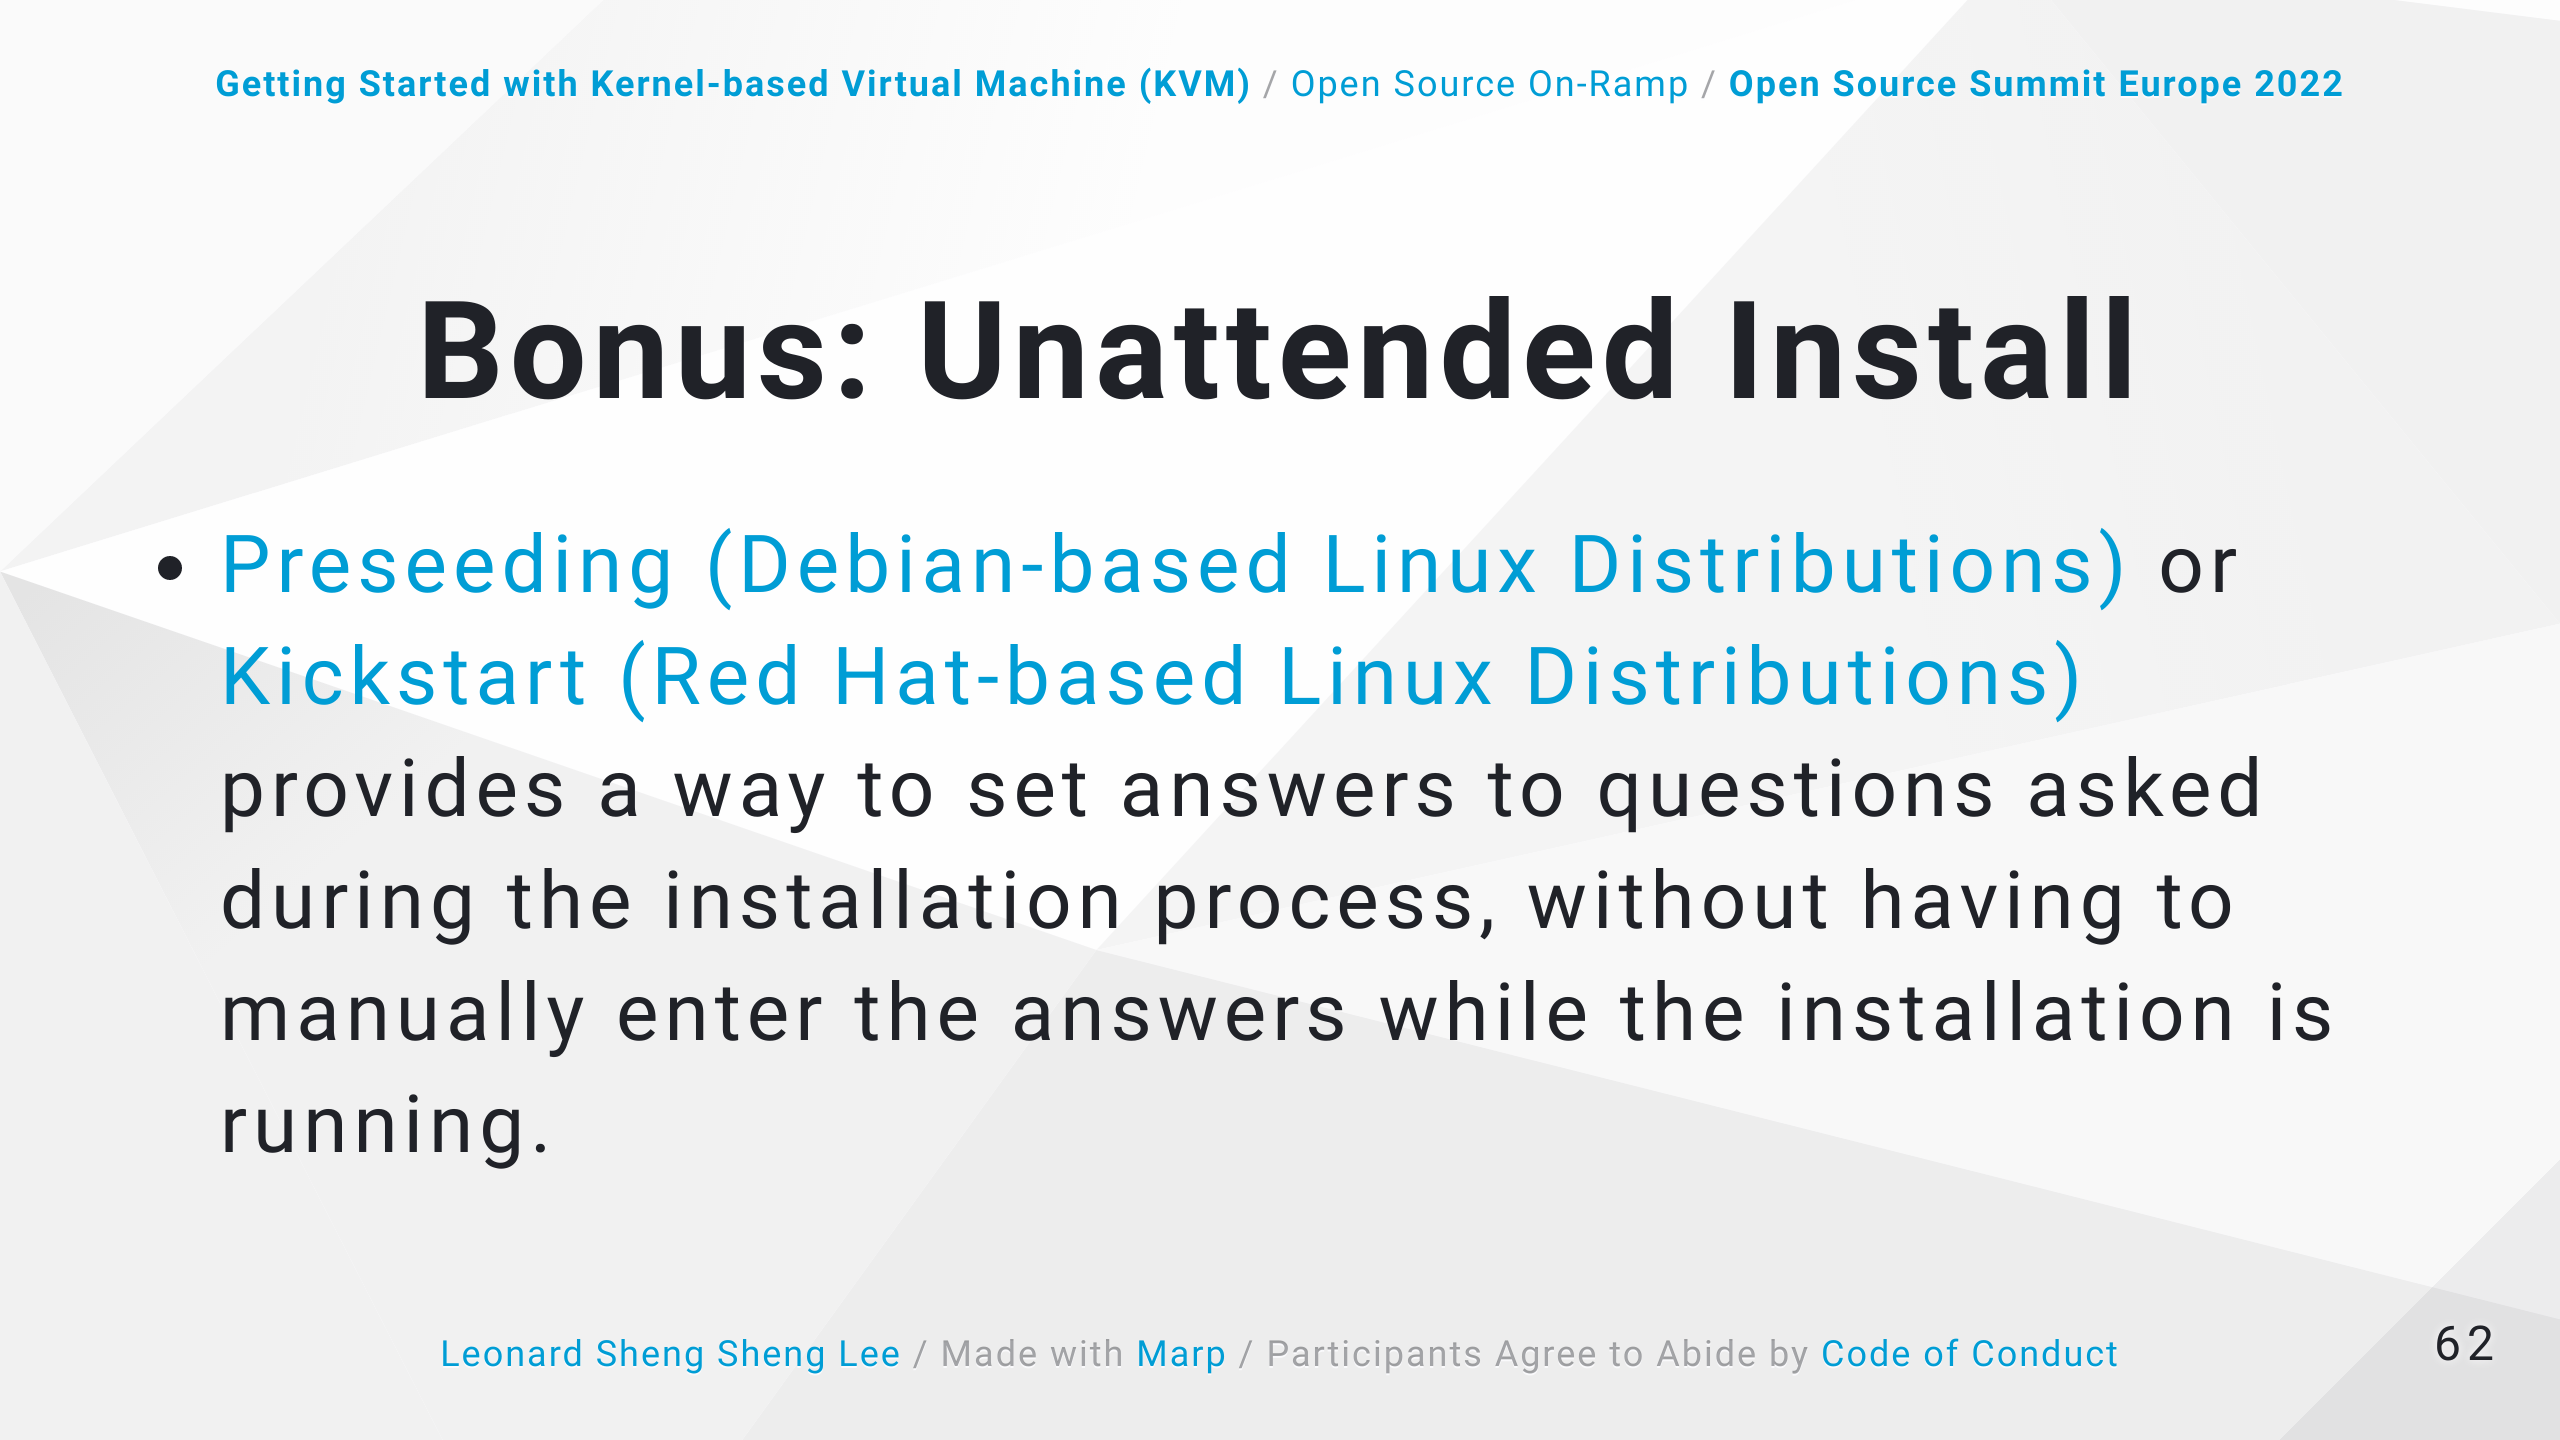 Getting Started with Kernel-based Virtual Machine (KVM) / Open Source On-Ramp / Open Source Summit Europe 2022
Bonus: Unattended Install
• Preseeding (Debian-based Linux Distributions) or
Kickstart (Red Hat-based Linux Distributions)
provides a way to set answers to questions asked
during the installation process, without having to
manually enter the answers while the installation is
running.
Leonard Sheng Sheng Lee / Made with Marp / Participants Agree to Abide by Code of Conduct
62